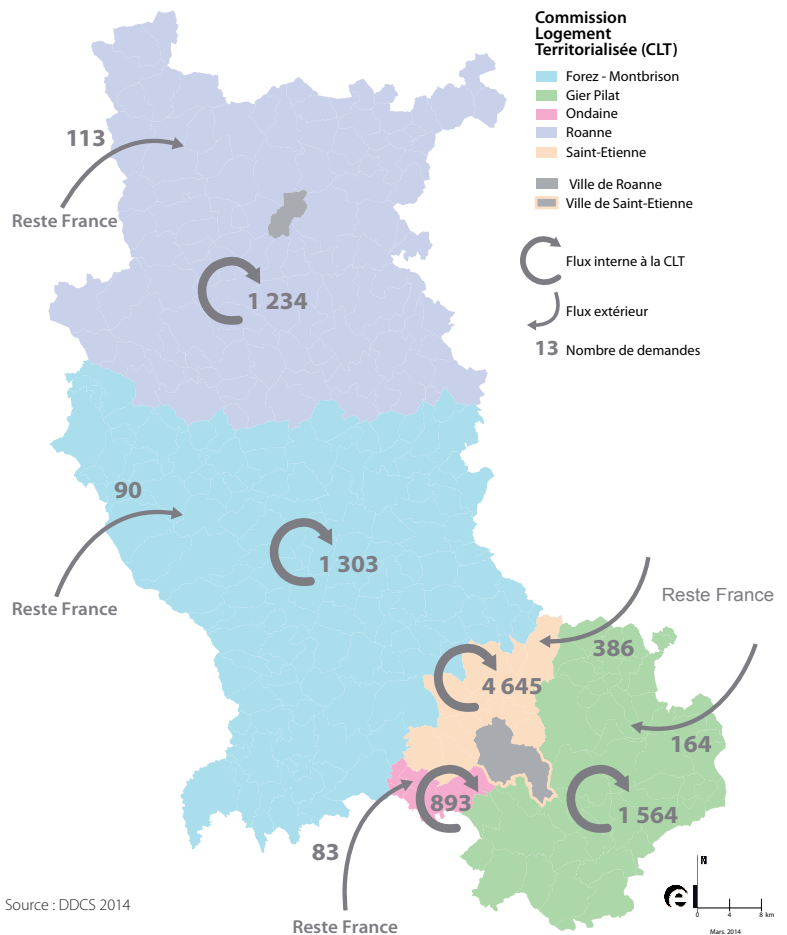 Commission
Logement
Territorialisée (CLT)
Forez - Montbrison
Gier Pilat
Ondaine
Roanne
Saint-Etienne
Ville de Roanne
Ville de Saint-Etienne
Flux interne à la CLT
Flux extérieur
13 Nombre de demandes
113
Reste France
1 234
90
1 303
Reste France
Reste France
386
4 645
164
893
1 564
83
Reste France
Source : DDCS 2014
N
0 4 8 km
Mars. 2014